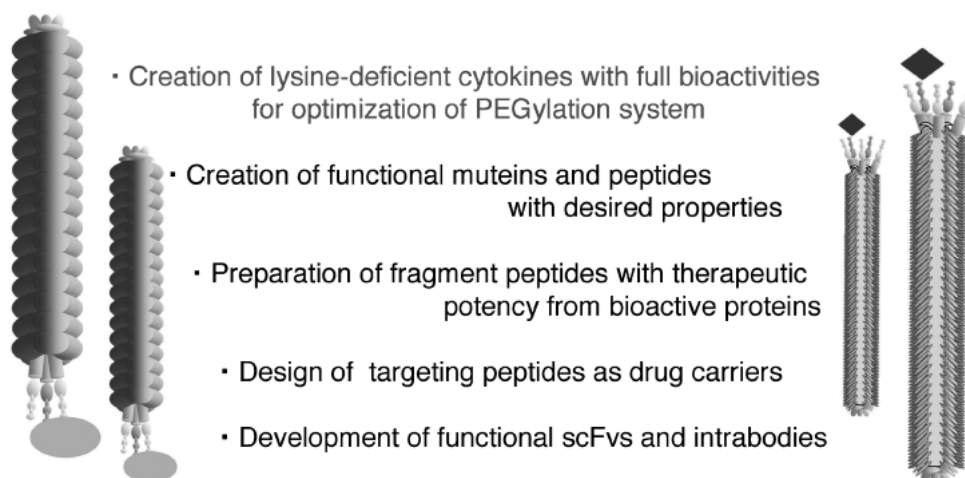 · Creation of lysine-deficient cytokines with full bioactivities
for optimization of PEGylation system
· Creation of functional muteins and peptides
with desired properties
· Preparation of fragment peptides with therapeutic
potency from bioactive proteins
· Design of targeting peptides as drug carriers
· Development of functional scFvs and intrabodies